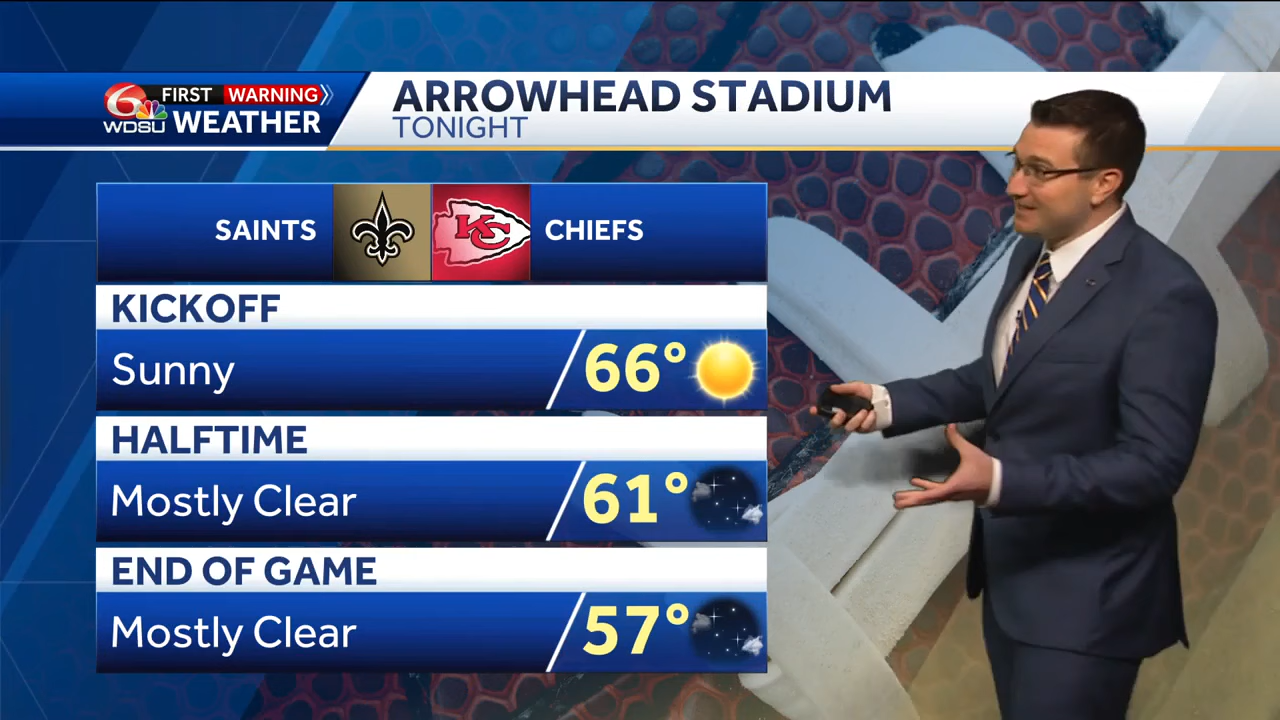 6
WDSU
FIRST WARNING
WEATHER
ARROWHEAD STADIUM
TONIGHT
SAINTS
KC
CHIEFS
KICKOFF
Sunny
66°
HALFTIME
Mostly Clear
61°
END OF GAME
Mostly Clear
57°